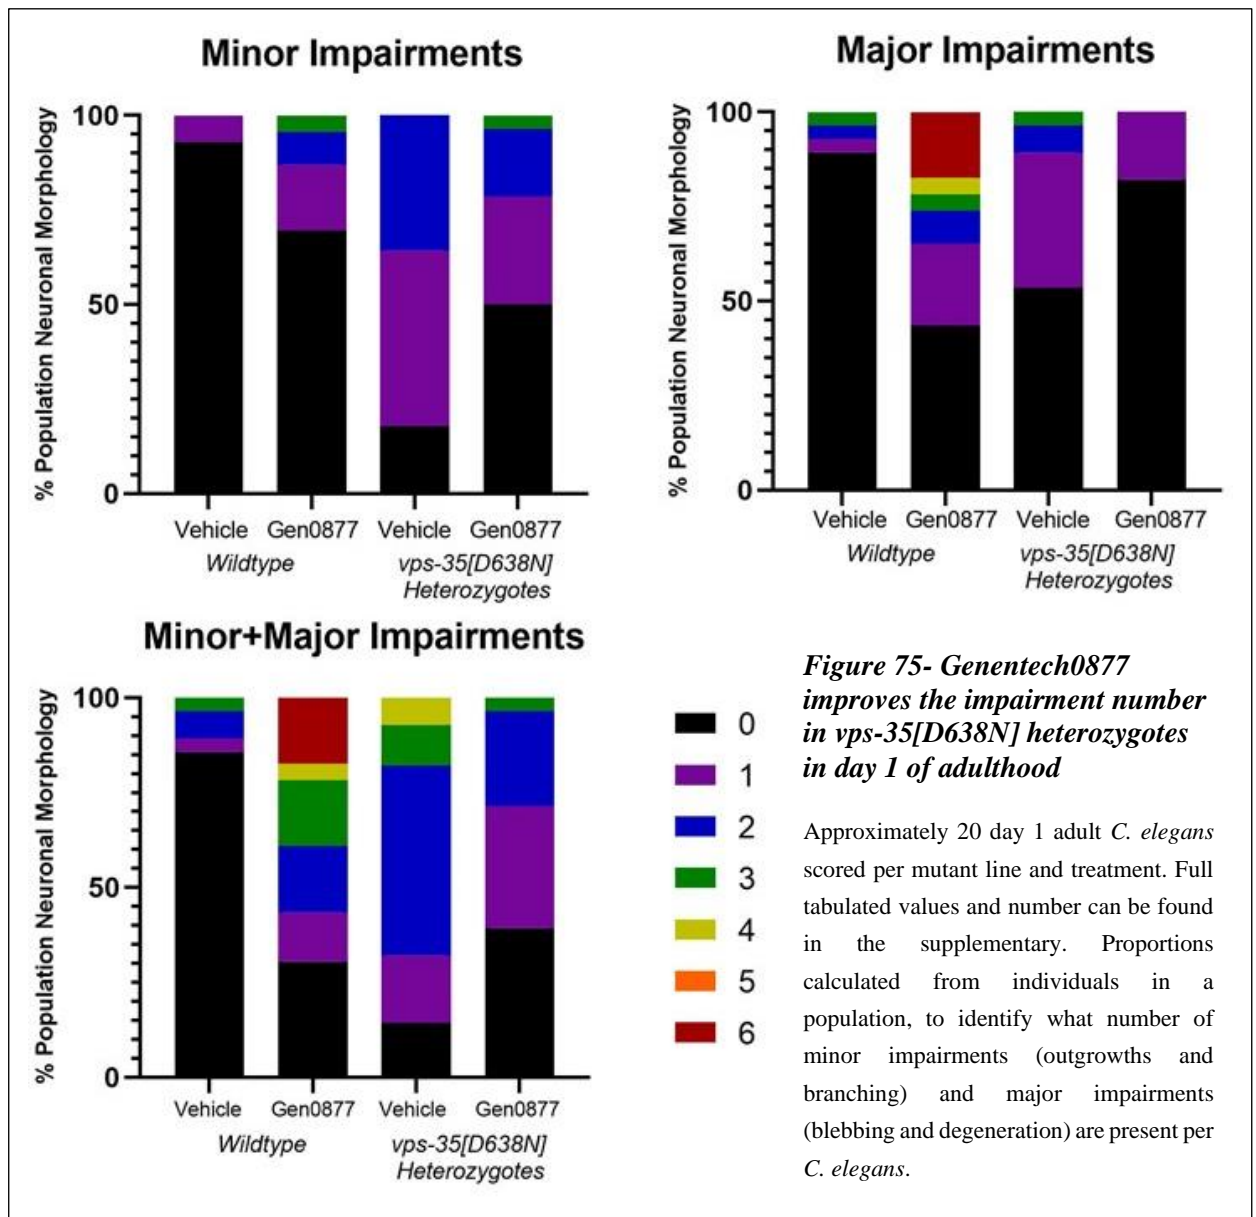 Minor Impairments
% Population Neuronal Morphology
100
50
0
Vehicle Gen0877 Vehicle Gen0877
Wildtype vps-35[D638N]
Heterozygotes
Major Impairments
% Population Neuronal Morphology
100
50
0
Vehicle Gen0877 Vehicle Gen0877
Wildtype vps-35[D638N]
Heterozygotes
Minor+Major Impairments
% Population Neuronal Morphology
100
50
0
Vehicle Gen0877 Vehicle Gen0877
Wildtype vps-35[D638N]
Heterozygotes
0
1
2
3
4
5
6
Figure 75- Genentech0877
improves the impairment number
in vps-35[D638N] heterozygotes
in day 1 of adulthood
Approximately 20 day 1 adult C. elegans
scored per mutant line and treatment. Full
tabulated values and number can be found
in the supplementary. Proportions
calculated from individuals in a
population, to identify what number of
minor impairments (outgrowths and
branching) and major impairments
(blebbing and degeneration) are present per
C. elegans.